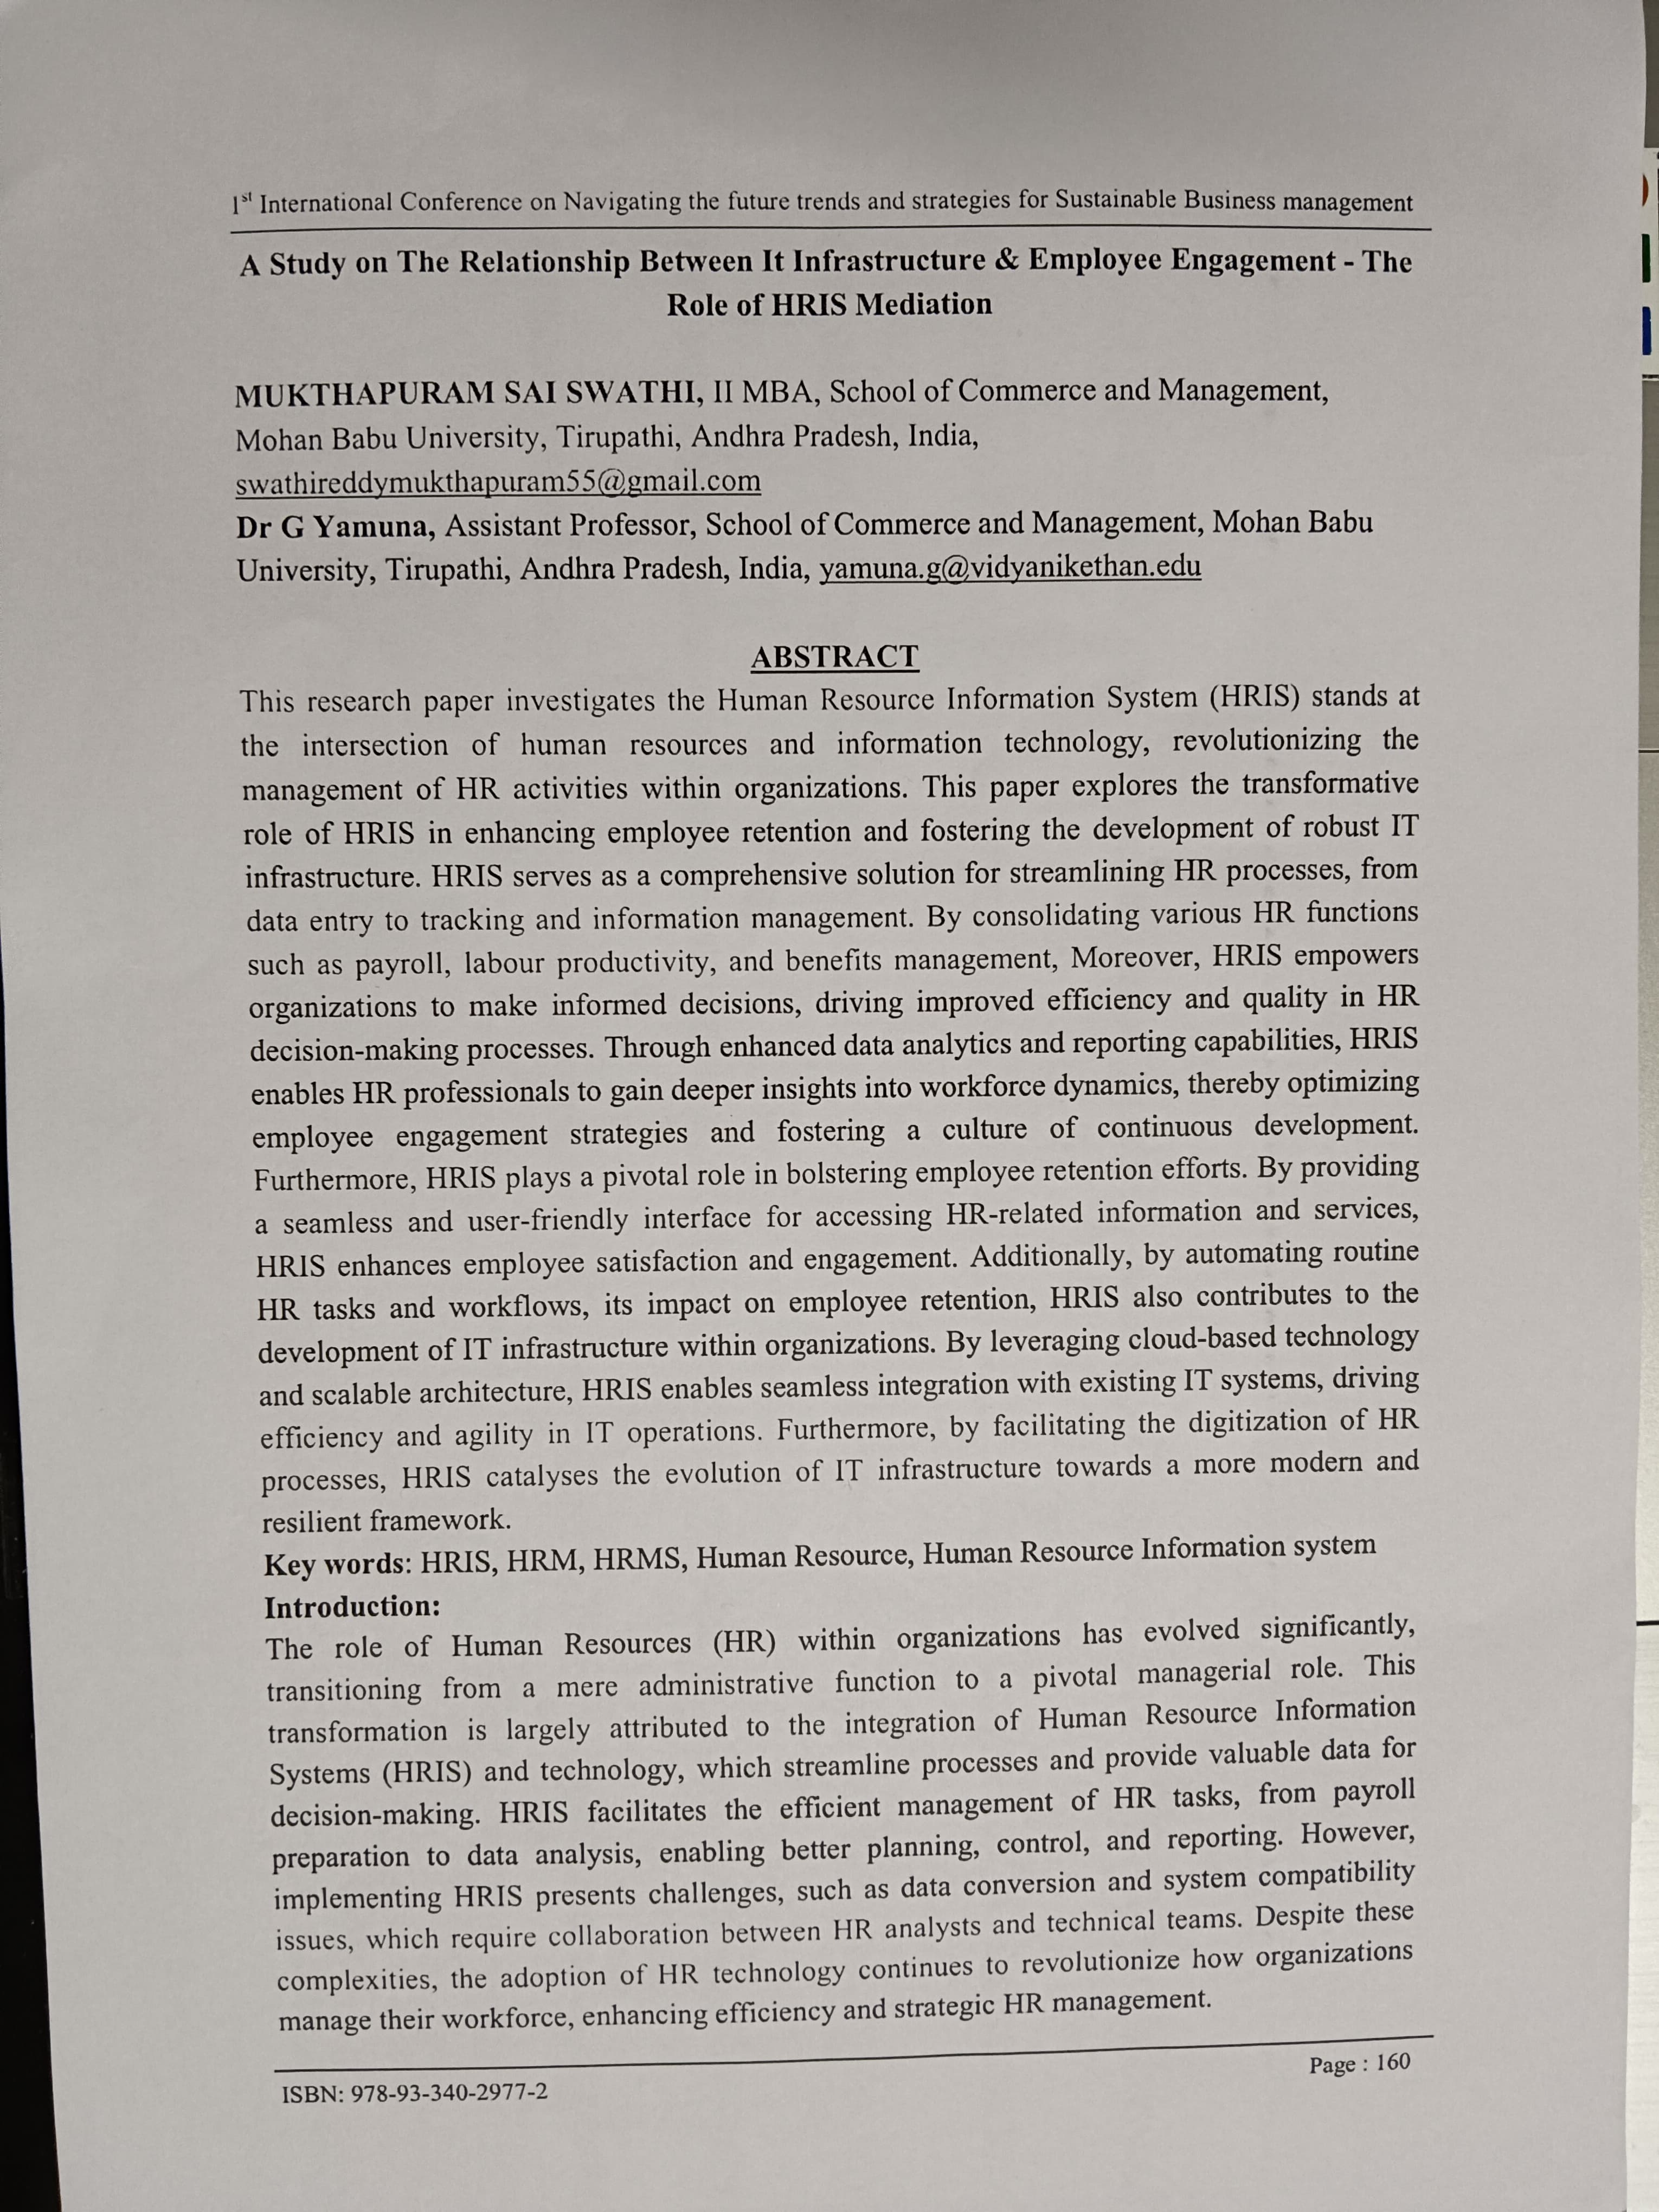 1st International Conference on Navigating the future trends and strategies for Sustainable Business management
A Study on The Relationship Between It Infrastructure & Employee Engagement - The
Role of HRIS Mediation
MUKTHAPURAM SAI SWATHI, II MBA, School of Commerce and Management,
Mohan Babu University, Tirupathi, Andhra Pradesh, India,
swathireddymukthapuram55@gmail.com
Dr G Yamuna, Assistant Professor, School of Commerce and Management, Mohan Babu
University, Tirupathi, Andhra Pradesh, India, yamuna.g@vidyanikethan.edu
ABSTRACT
This research paper investigates the Human Resource Information System (HRIS) stands at
the intersection of human resources and information technology, revolutionizing the
management of HR activities within organizations. This paper explores the transformative
role of HRIS in enhancing employee retention and fostering the development of robust IT
infrastructure. HRIS serves as a comprehensive solution for streamlining HR processes, from
data entry to tracking and information management. By consolidating various HR functions
such as payroll, labour productivity, and benefits management, Moreover, HRIS empowers
organizations to make informed decisions, driving improved efficiency and quality in HR
decision-making processes. Through enhanced data analytics and reporting capabilities, HRIS
enables HR professionals to gain deeper insights into workforce dynamics, thereby optimizing
employee engagement strategies and fostering a culture of continuous development.
Furthermore, HRIS plays a pivotal role in bolstering employee retention efforts. By providing
a seamless and user-friendly interface for accessing HR-related information and services,
HRIS enhances employee satisfaction and engagement. Additionally, by automating routine
HR tasks and workflows, its impact on employee retention, HRIS also contributes to the
development of IT infrastructure within organizations. By leveraging cloud-based technology
and scalable architecture, HRIS enables seamless integration with existing IT systems, driving
efficiency and agility in IT operations. Furthermore, by facilitating the digitization of HR
processes, HRIS catalyses the evolution of IT infrastructure towards a more modern and
resilient framework.
Key words: HRIS, HRM, HRMS, Human Resource, Human Resource Information system
Introduction:
The role of Human Resources (HR) within organizations has evolved significantly,
transitioning from a mere administrative function to a pivotal managerial role. This
transformation is largely attributed to the integration of Human Resource Information
Systems (HRIS) and technology, which streamline processes and provide valuable data for
decision-making. HRIS facilitates the efficient management of HR tasks, from payroll
preparation to data analysis, enabling better planning, control, and reporting. However,
implementing HRIS presents challenges, such as data conversion and system compatibility
issues, which require collaboration between HR analysts and technical teams. Despite these
complexities, the adoption of HR technology continues to revolutionize how organizations
manage their workforce, enhancing efficiency and strategic HR management.
Page : 160
ISBN: 978-93-340-2977-2